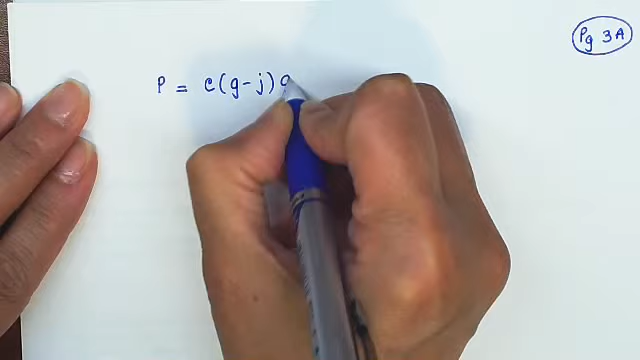 Pg 3A
P = c(g-j)